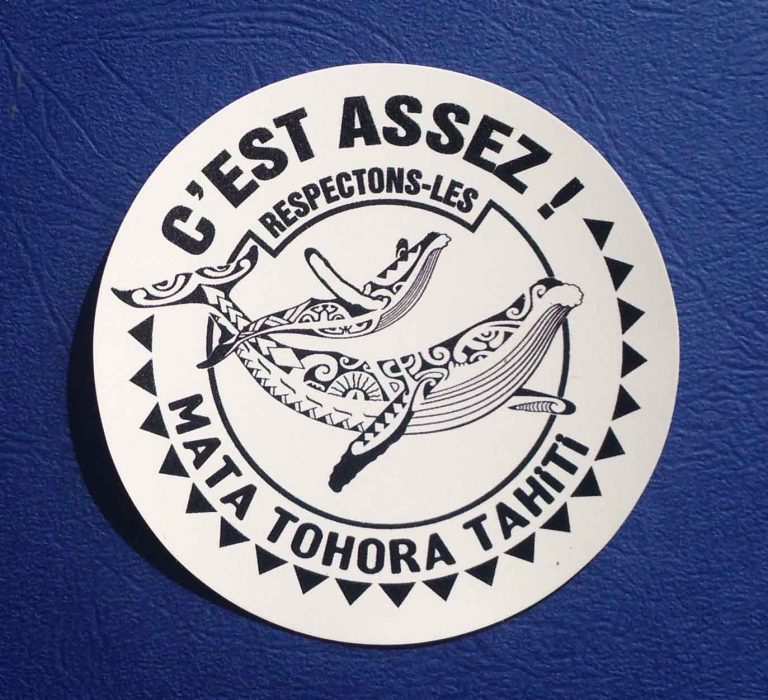 C'EST ASSEZ !
RESPECTONS-LES
MATA TOHORA TAHiTi